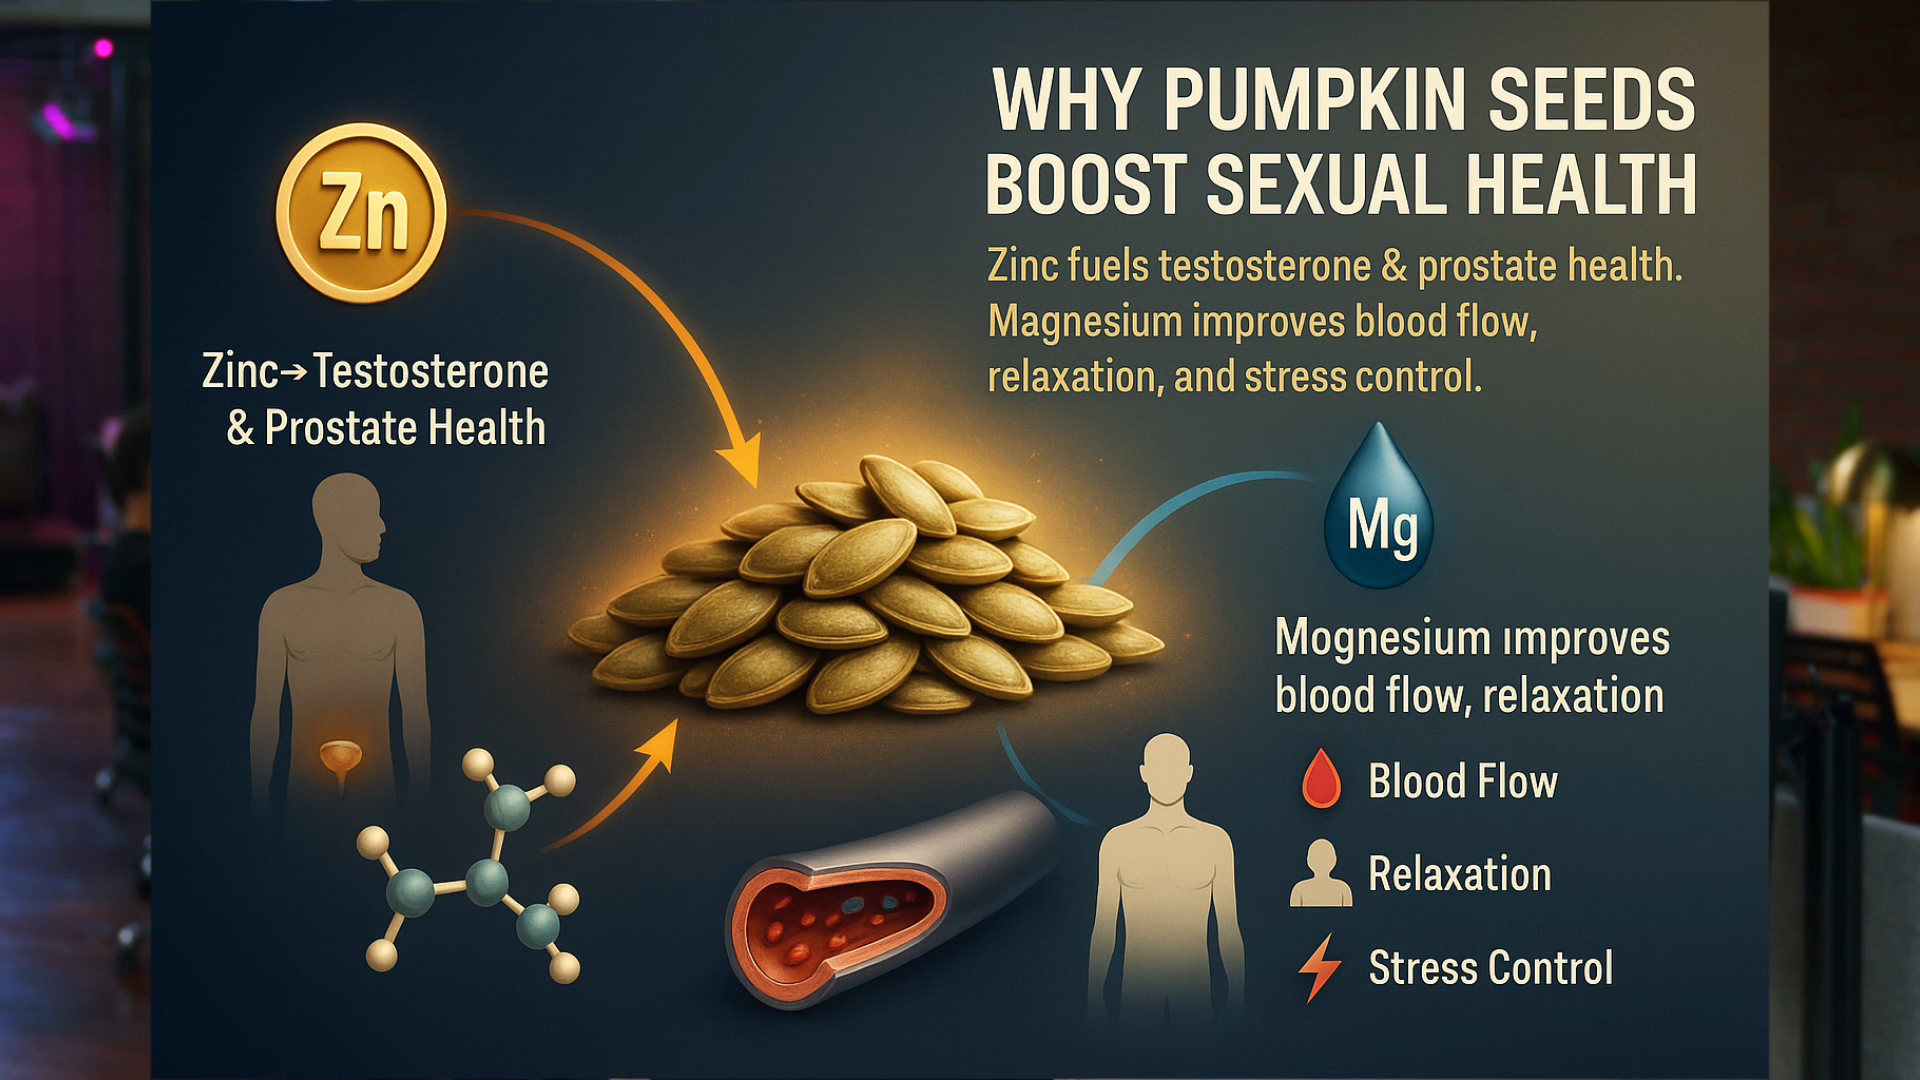 WHY PUMPKIN SEEDS
BOOST SEXUAL HEALTH
Zinc fuels testosterone & prostate health.
Magnesium improves blood flow,
relaxation, and stress control.
Zn
Zinc→Testosterone
& Prostate Health
Mg
Mognesium ımproves
blood flow, relaxation
Blood Flow
Relaxation
Stress Control